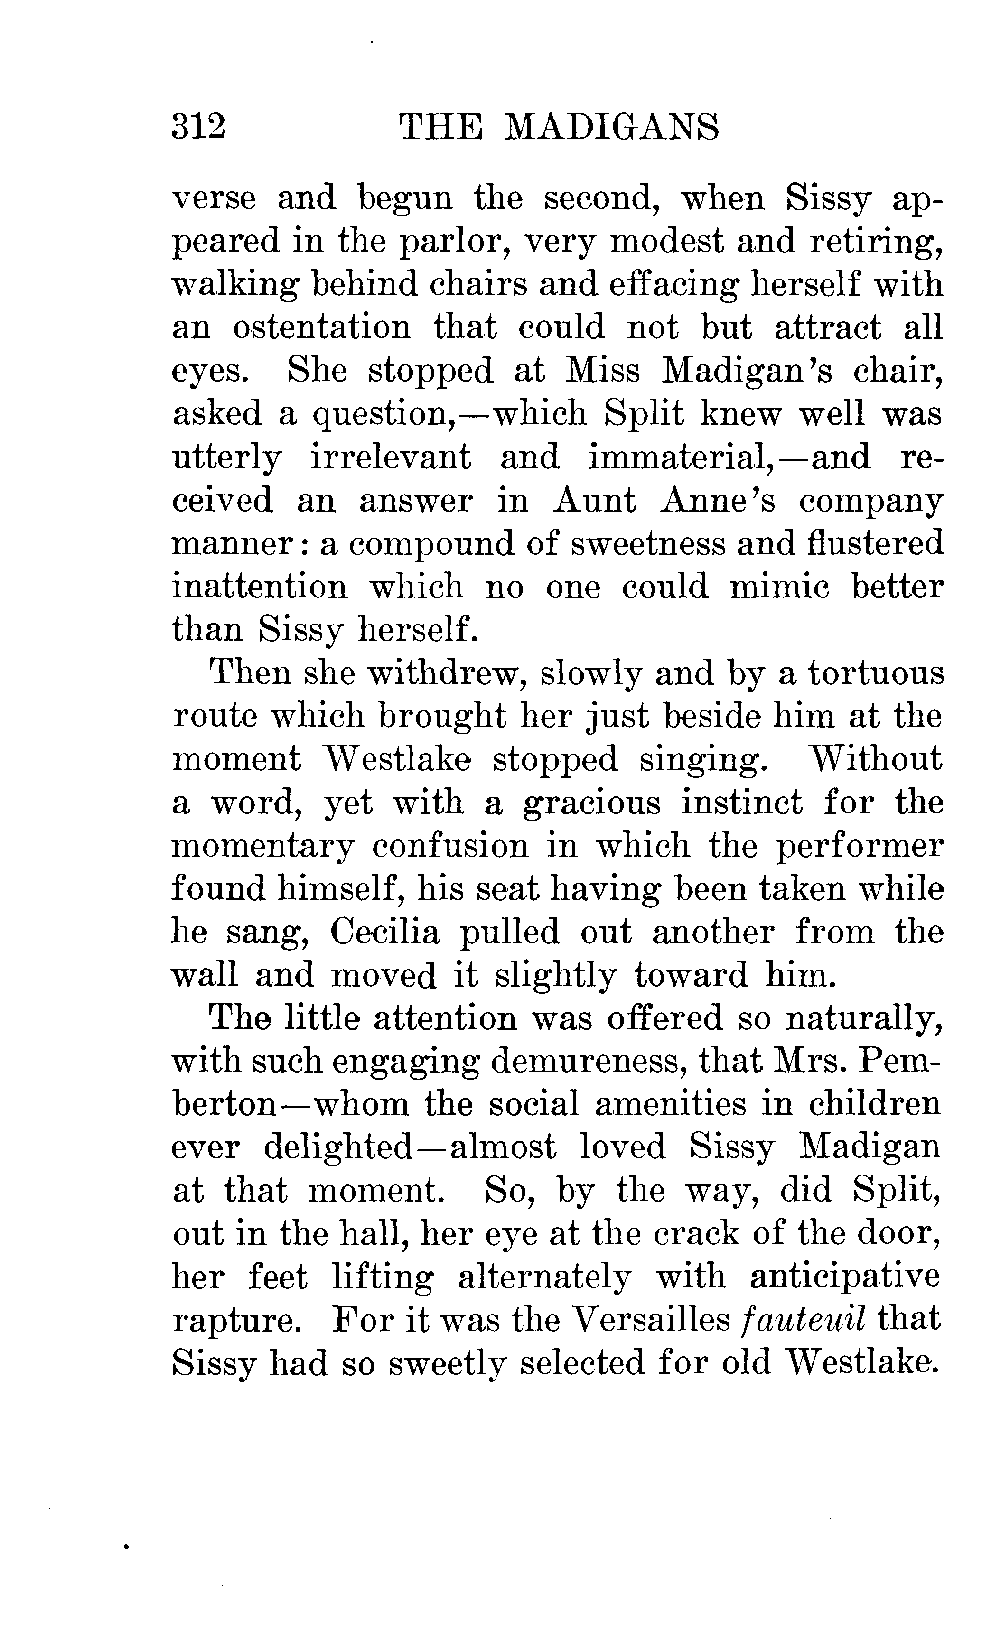 312 THE MADIGANS
verse and begun the second, when Sissy ap-
peared in the parlor, very modest and retiring,
walking behind chairs and effacing herself with
an ostentation that could not but attract all
eyes. She stopped at Miss Madigan's chair,
asked a question,—which Split knew well was
utterly irrelevant and immaterial,—and re-
ceived an answer in Aunt Anne's company
manner: a compound of sweetness and flustered
inattention which no one could mimic better
than Sissy herself.
Then she withdrew, slowly and by a tortuous
route which brought her just beside him at the
moment Westlake stopped singing. Without
a word, yet with a gracious instinct for the
momentary confusion in which the performer
found himself, his seat having been taken while
he sang, Cecilia pulled out another from the
wall and moved it slightly toward him.
The little attention was offered so naturally,
with such engaging demureness, that Mrs. Pem-
berton—whom the social amenities in children
ever delighted—almost loved Sissy Madigan
at that moment. So, by the way, did Split,
out in the hall, her eye at the crack of the door,
her feet lifting alternately with anticipative
rapture. For it was the Versailles fauteuil that
Sissy had so sweetly selected for old Westlake.